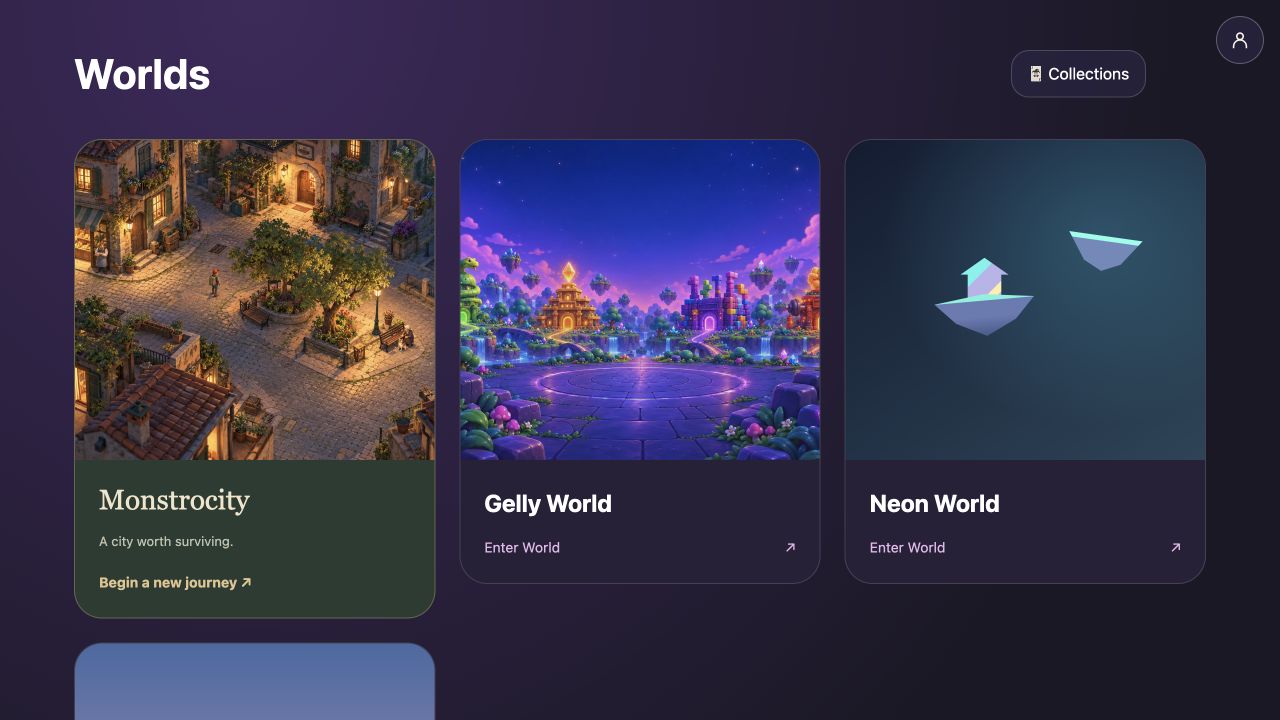 Worlds
Collections
Monstrocity
A city worth surviving.
Begin a new journey
Gelly World
Enter World
Neon World
Enter World